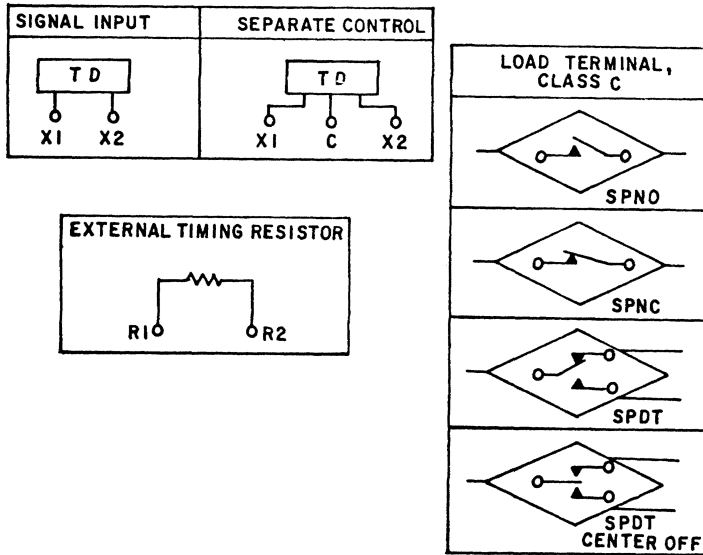 SIGNAL INPUT
SEPARATE CONTROL
TD
X1 X2
TD
X1 C X2
EXTERNAL TIMING RESISTOR
R1 R2
LOAD TERMINAL,
CLASS C
SPNO
SPNC
SPDT
SPDT
CENTER OFF